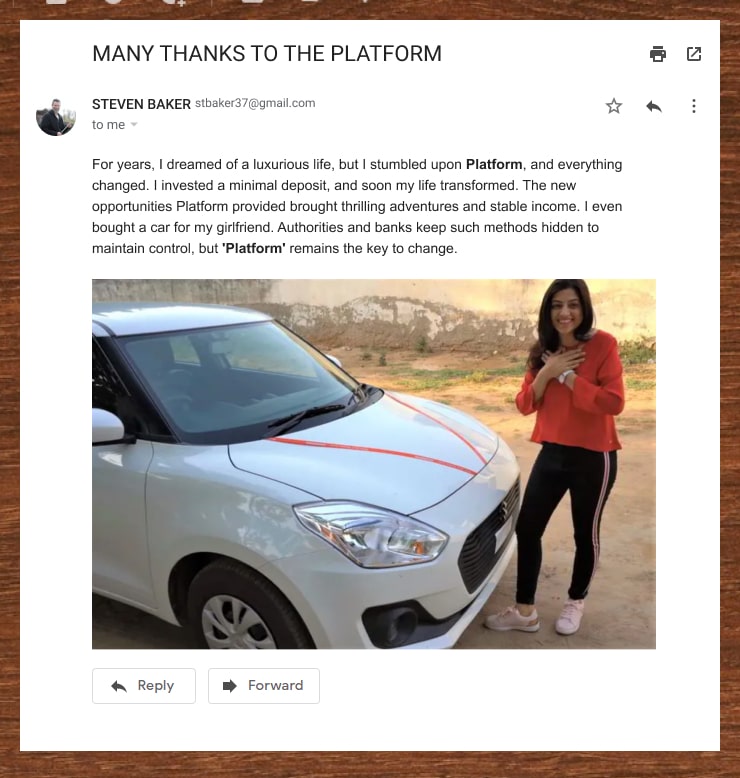 MANY THANKS TO THE PLATFORM
STEVEN BAKER stbaker37@gmail.com
to me
For years, I dreamed of a luxurious life, but I stumbled upon Platform, and everything
changed. I invested a minimal deposit, and soon my life transformed. The new
opportunities Platform provided brought thrilling adventures and stable income. I even
bought a car for my girlfriend. Authorities and banks keep such methods hidden to
maintain control, but 'Platform' remains the key to change.
Reply
Forward